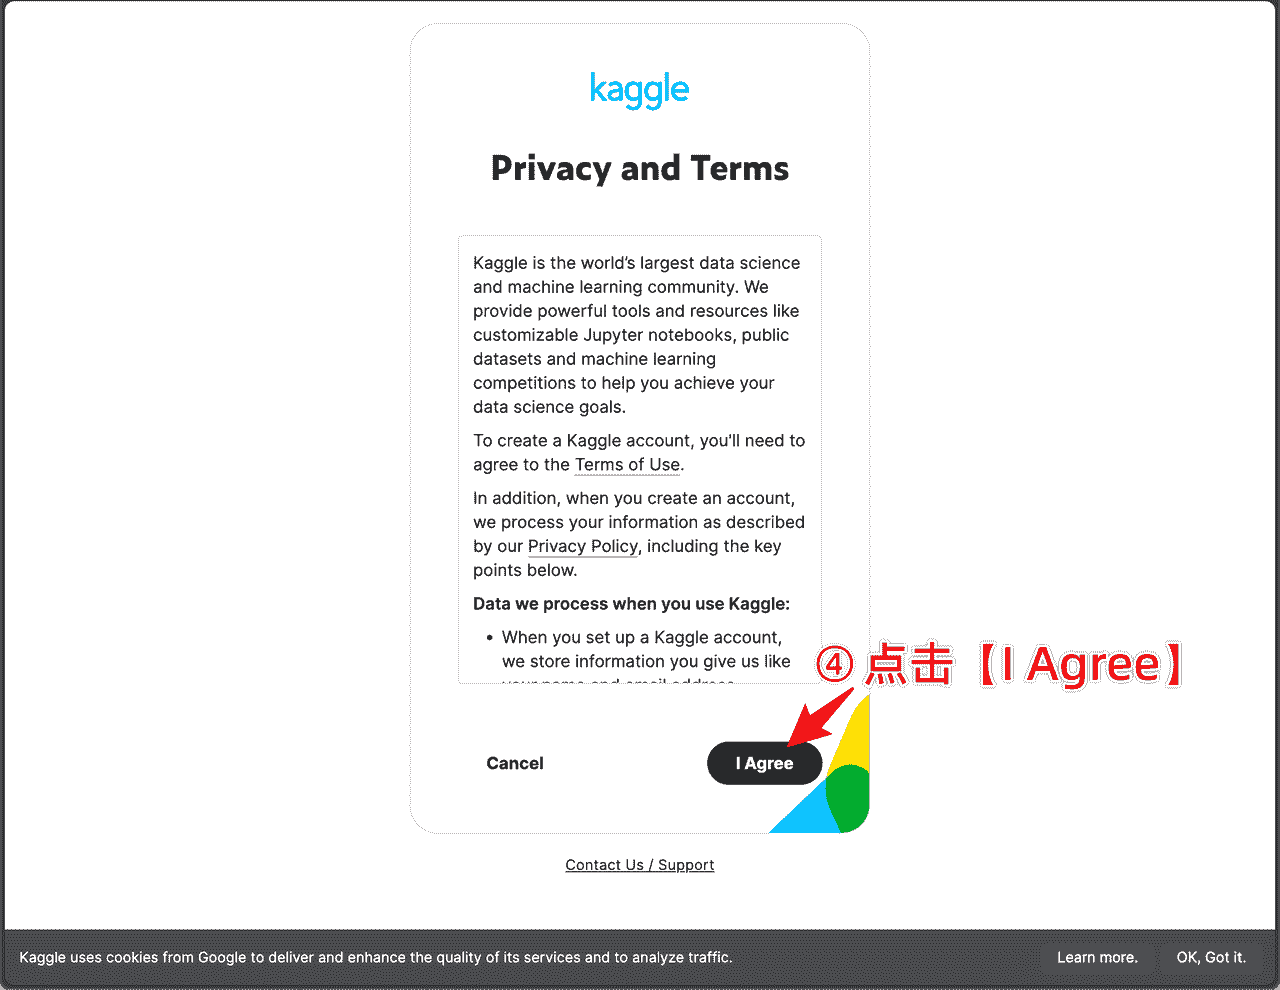 kaggle
Privacy and Terms
Kaggle is the world's largest data science
and machine learning community. We
provide powerful tools and resources like
customizable Jupyter notebooks, public
datasets and machine learning
competitions to help you achieve your
data science goals.
To create a Kaggle account, you'll need to
agree to the Terms of Use.
In addition, when you create an account,
we process your information as described
by our Privacy Policy, including the key
points below.
Data we process when you use Kaggle:
• When you set up a Kaggle account,
we store information you give us like
your name and email address.
④ 点击【I Agree】
Cancel
I Agree
Contact Us / Support
Kaggle uses cookies from Google to deliver and enhance the quality of its services and to analyze traffic.
Learn more.
OK, Got it.